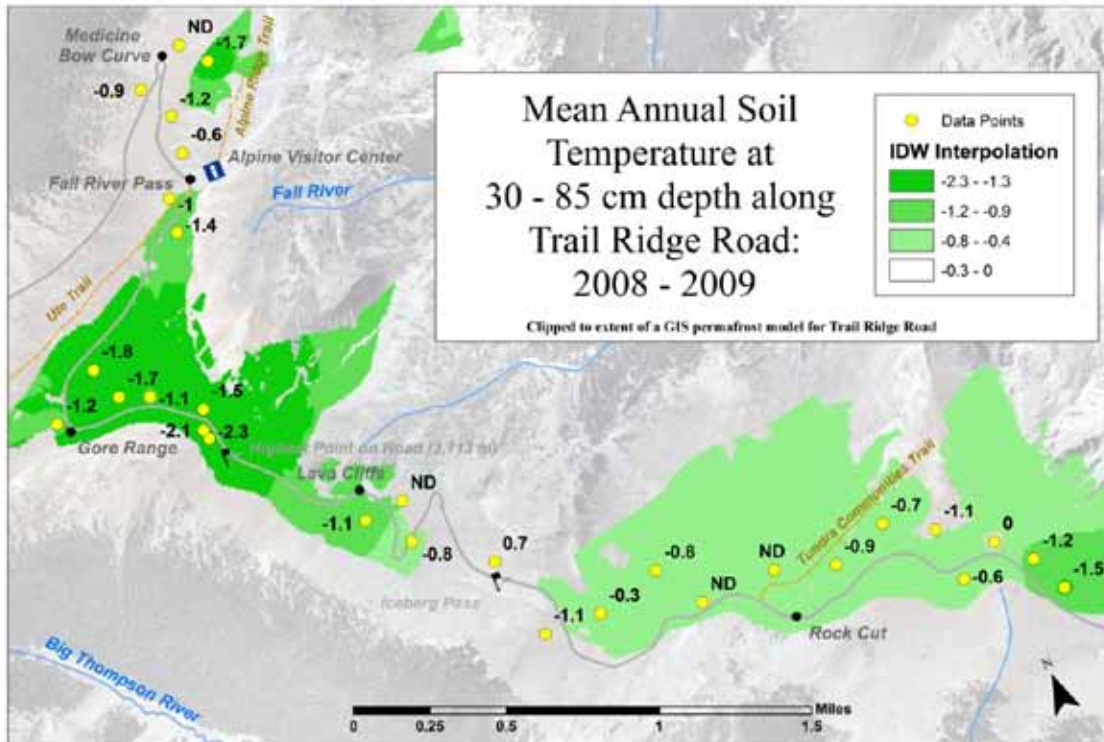 Medicine
Bow Curve
ND
-1.7
-0.9
-1.2
-0.6
Alpine Ridge Trail
Alpine Visitor Center
Fall River Pass
Fall River
-1
-1.4
Ute Trail
Mean Annual Soil
Temperature at
30 - 85 cm depth along
Trail Ridge Road:
2008 - 2009
Clipped to extent of a GIS permafrost model for Trail Ridge Road
Data Points
IDW Interpolation
-2.3 - -1.3
-1.2 - -0.9
-0.8 - -0.4
-0.3 - 0
-1.8
-1.7
-1.1
-1.5
-1.2
-2.1
-2.3
Gore Range
Highest Point on Road (3,713 m)
Lava Cliffs
ND
-1.1
-0.8
0.7
Iceberg Pass
-1.1
-0.3
-0.8
ND
ND
Tundra Communities Trail
-0.7
-0.9
-1.1
0
-0.6
-1.2
-1.5
Rock Cut
Big Thompson River
N
Miles
0 0.25 0.5 1 1.5